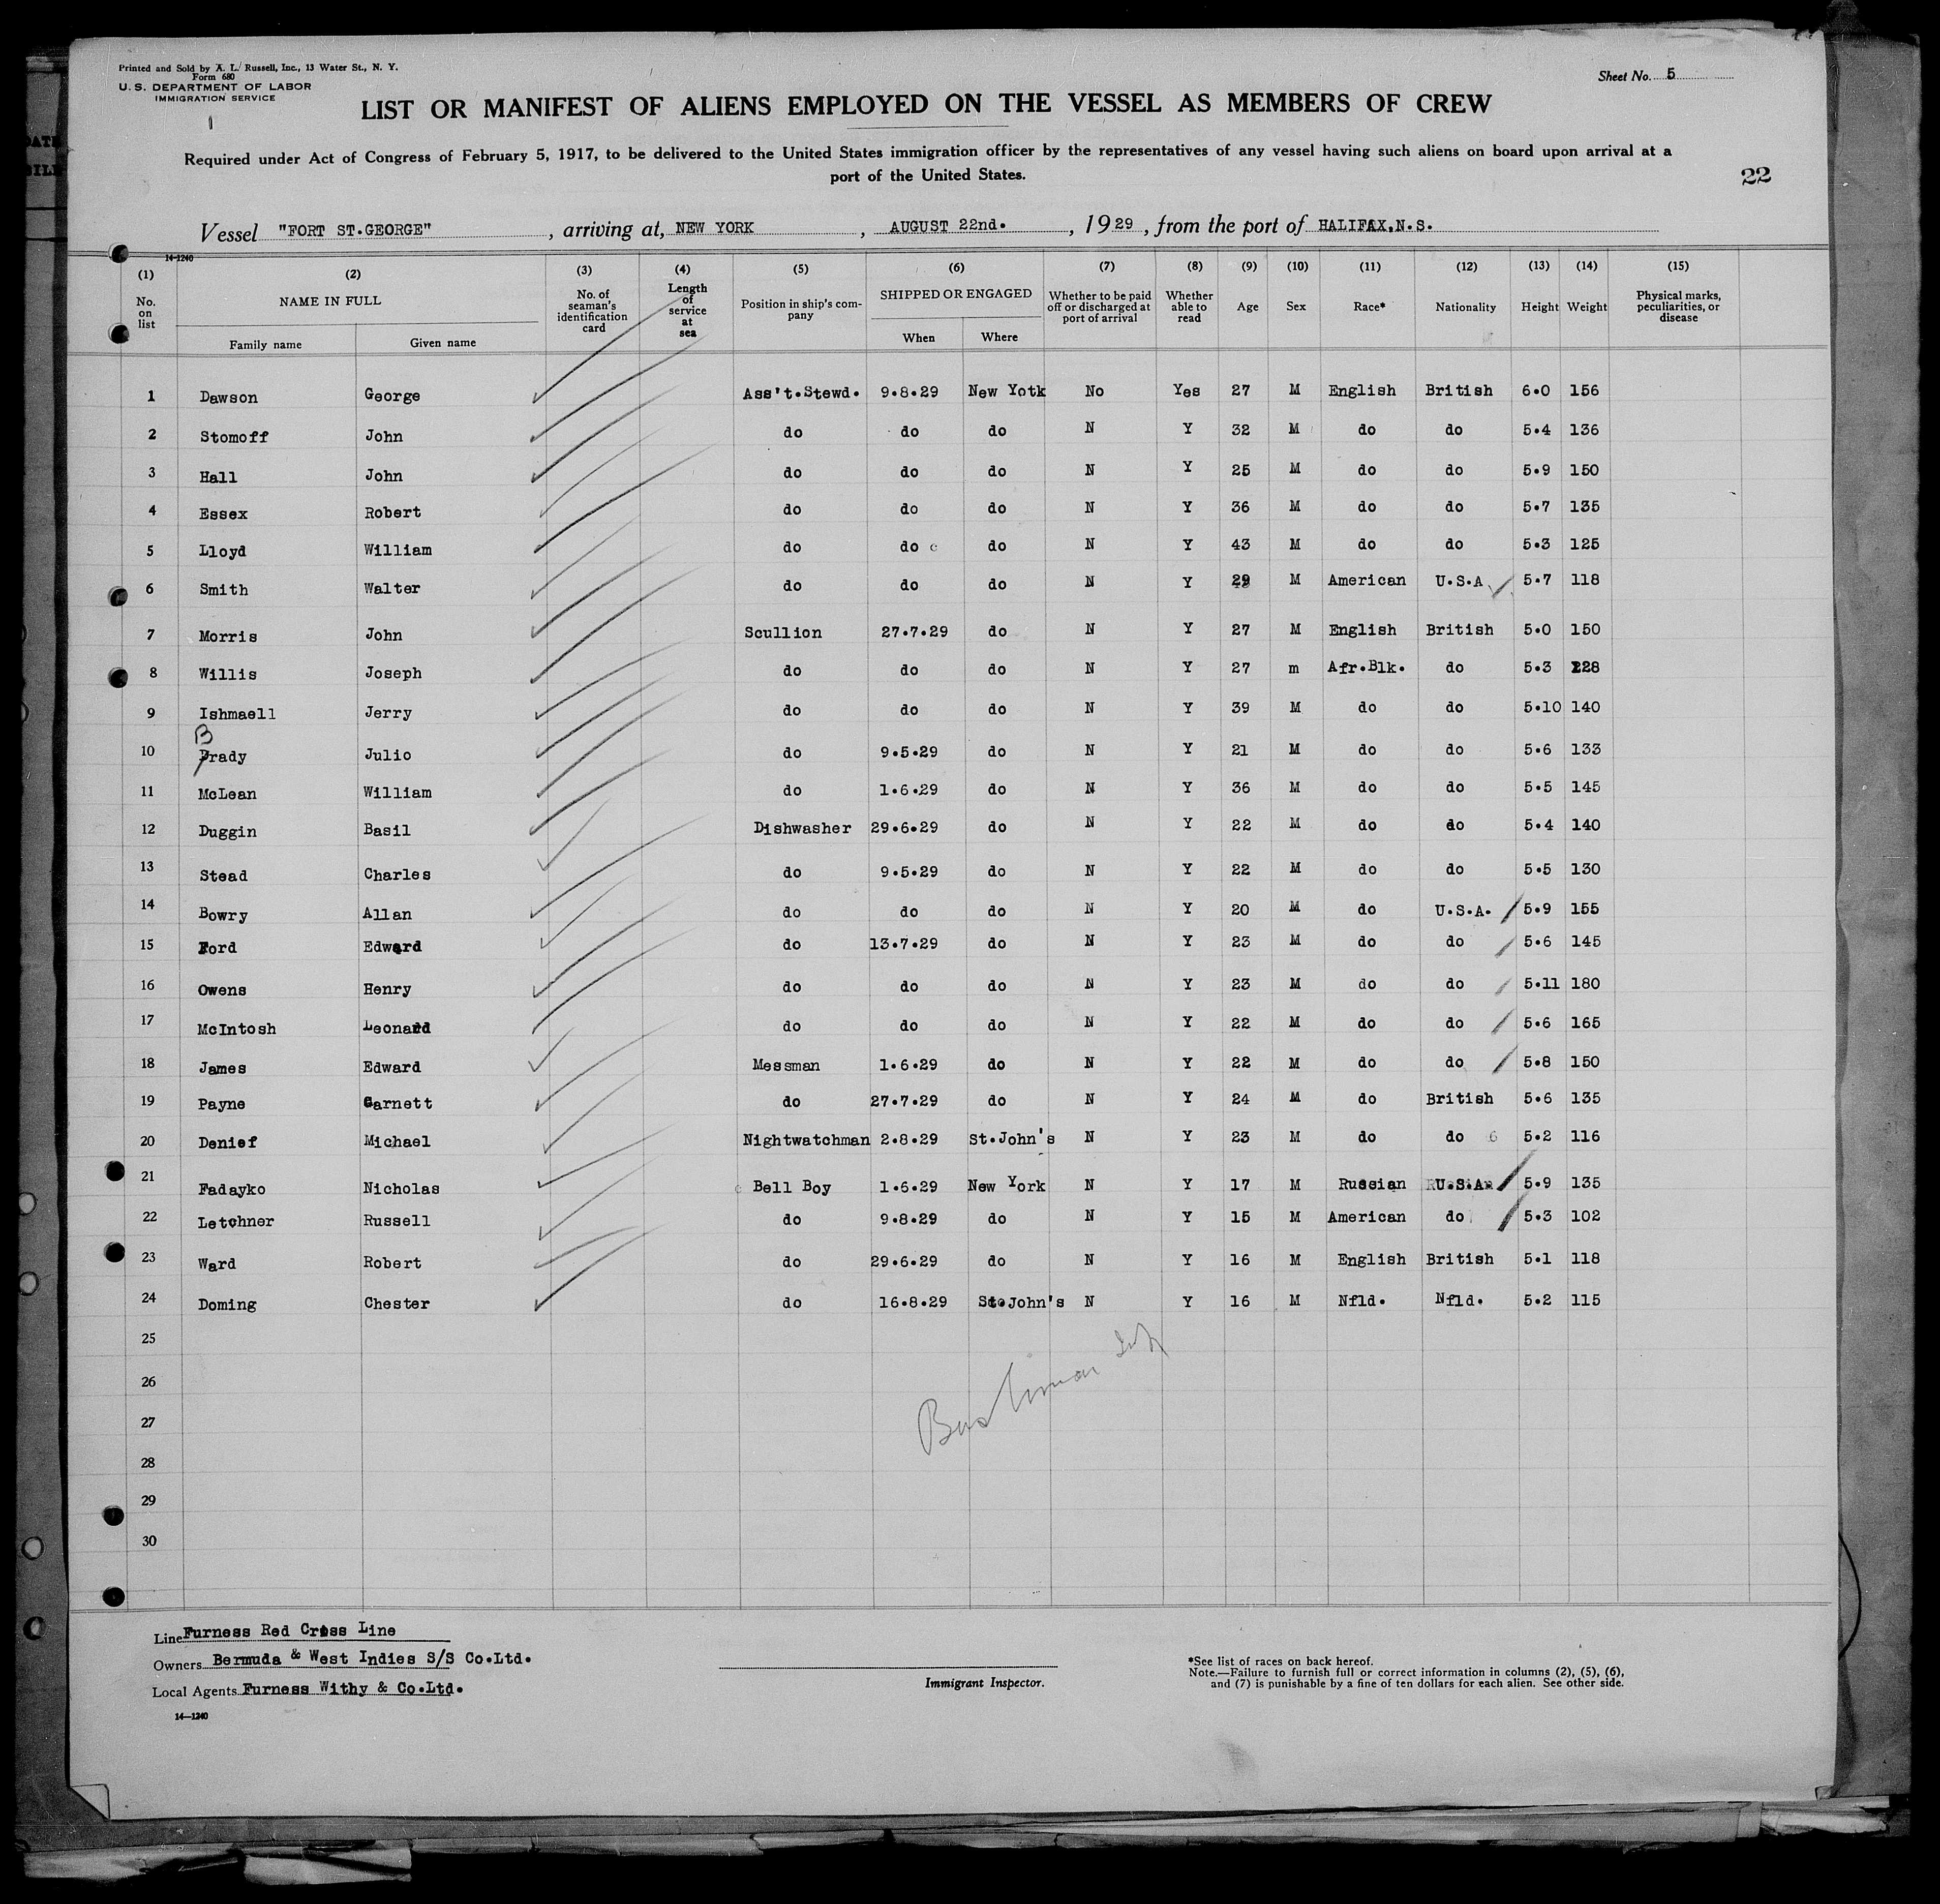 Printed and Sold by A. L. Russell, Inc., 13 Water St., N. Y.
Form 680
U. S. DEPARTMENT OF LABOR
IMMIGRATION SERVICE
Sheet No. 5
LIST OR MANIFEST OF ALIENS EMPLOYED ON THE VESSEL AS MEMBERS OF CREW
Required under Act of Congress of February 5, 1917, to be delivered to the United States immigration officer by the representatives of any vessel having such aliens on board upon arrival at a
port of the United States.
22
Vessel "FORT ST.GEORGE", arriving at, NEW YORK, AUGUST 22nd., 1929, from the port of HALIFAX,N.S.
14-1240
(1) (2) (3) (4) (5) (6) (7) (8) (9) (10) (11) (12) (13) (14) (15)
No. on list NAME IN FULL Family name Given name No. of seaman's identification card Length of service at sea Position in ship's company SHIPPED OR ENGAGED When Where Whether to be paid off or discharged at port of arrival Whether able to read Age Sex Race* Nationality Height Weight Physical marks, peculiarities, or disease
1 Dawson George Ass't.Stewd. 9.8.29 New Yotk No Yes 27 M English British 6.0 156
2 Stomoff John do do do N Y 32 M do do 5.4 136
3 Hall John do do do N Y 25 M do do 5.9 150
4 Essex Robert do do do N Y 36 M do do 5.7 135
5 Lloyd William do do do N Y 43 M do do 5.3 125
6 Smith Walter do do do N Y 29 M American U.S.A 5.7 118
7 Morris John Scullion 27.7.29 do N Y 27 M English British 5.0 150
8 Willis Joseph do do do N Y 27 m Afr.Blk. do 5.3 228
9 Ishmaell Jerry do do do N Y 39 M do do 5.10 140
10 Brady Julio do 9.5.29 do N Y 21 M do do 5.6 133
11 McLean William do 1.6.29 do N Y 36 M do do 5.5 145
12 Duggin Basil Dishwasher 29.6.29 do N Y 22 M do do 5.4 140
13 Stead Charles do 9.5.29 do N Y 22 M do do 5.5 130
14 Bowry Allan do do do N Y 20 M do U.S.A. 5.9 155
15 Ford Edward do 13.7.29 do N Y 23 M do do 5.6 145
16 Owens Henry do do do N Y 23 M do do 5.11 180
17 McIntosh Leonard do do do N Y 22 M do do 5.6 165
18 James Edward Messman 1.6.29 do N Y 22 M do do 5.8 150
19 Payne Garnett do 27.7.29 do N Y 24 M do British 5.6 135
20 Denief Michael Nightwatchman 2.8.29 St.John's N Y 23 M do do 5.2 116
21 Fadayko Nicholas Bell Boy 1.6.29 New York N Y 17 M Russian U.S.A. 5.9 135
22 Letchner Russell do 9.8.29 do N Y 15 M American do 5.3 102
23 Ward Robert do 29.6.29 do N Y 16 M English British 5.1 118
24 Doming Chester do 16.8.29 St.John's N Y 16 M Nfld. Nfld. 5.2 115
25
26
27
28
29
30
Line Furness Red Cross Line
Owners Bermuda & West Indies S/S Co.Ltd.
Local Agents Furness Withy & Co.Ltd.
14—1240
Immigrant Inspector.
*See list of races on back hereof.
Note.—Failure to furnish full or correct information in columns (2), (5), (6),
and (7) is punishable by a fine of ten dollars for each alien. See other side.